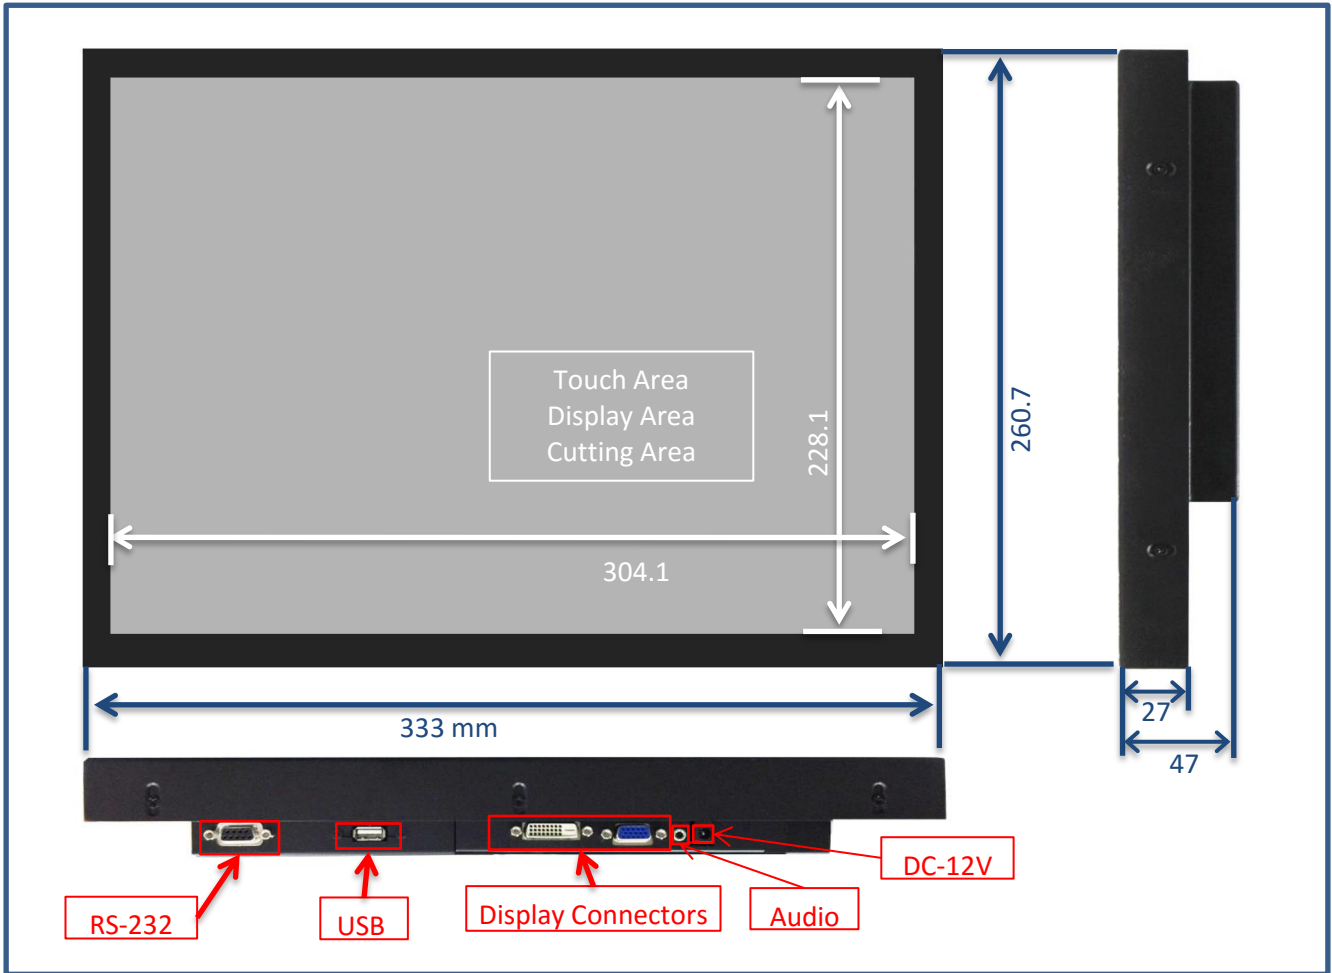 Touch Area
Display Area
Cutting Area
228.1
304.1
260.7
333 mm
27
47
DC-12V
RS-232
USB
Display Connectors
Audio